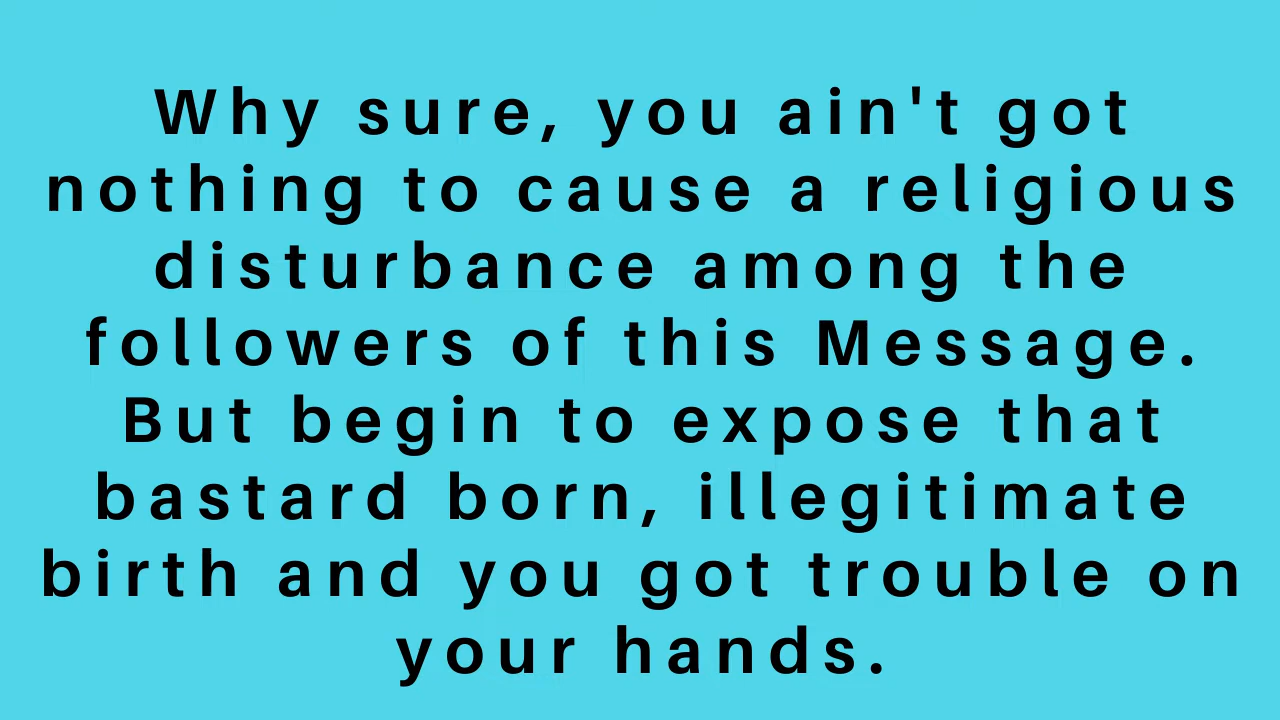 Why sure, you ain't got
nothing to cause a religious
disturbance among the
followers of this Message.
But begin to expose that
bastard born, illegitimate
birth and you got trouble on
your hands.